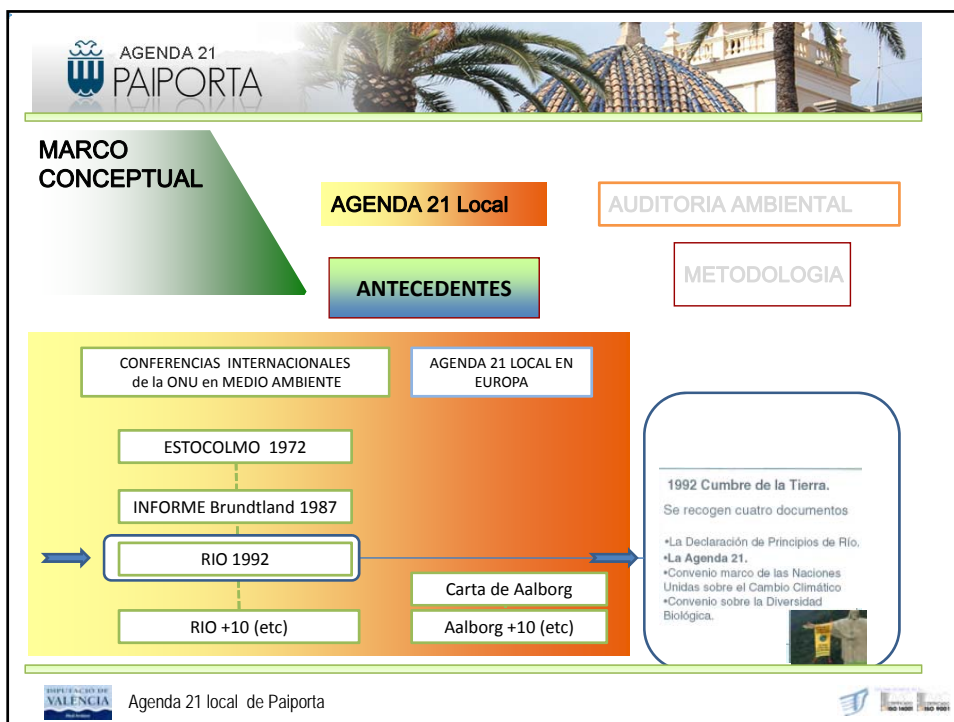 AGENDA 21
PAIPORTA
MARCO
CONCEPTUAL
AGENDA 21 Local
AUDITORIA AMBIENTAL
ANTECEDENTES
METODOLOGIA
CONFERENCIAS INTERNACIONALES
de la ONU en MEDIO AMBIENTE
AGENDA 21 LOCAL EN
EUROPA
ESTOCOLMO 1972
INFORME Brundtland 1987
RIO 1992
RIO +10 (etc)
Carta de Aalborg
Aalborg +10 (etc)
1992 Cumbre de la Tierra.
Se recogen cuatro documentos
•La Declaración de Principios de Río.
•La Agenda 21.
•Convenio marco de las Naciones
Unidas sobre el Cambio Climático
•Convenio sobre la Diversidad
Biológica.
DIPUTACIÓ DE
VALÈNCIA
Agenda 21 local de Paiporta
ISO 14001
ISO 9001